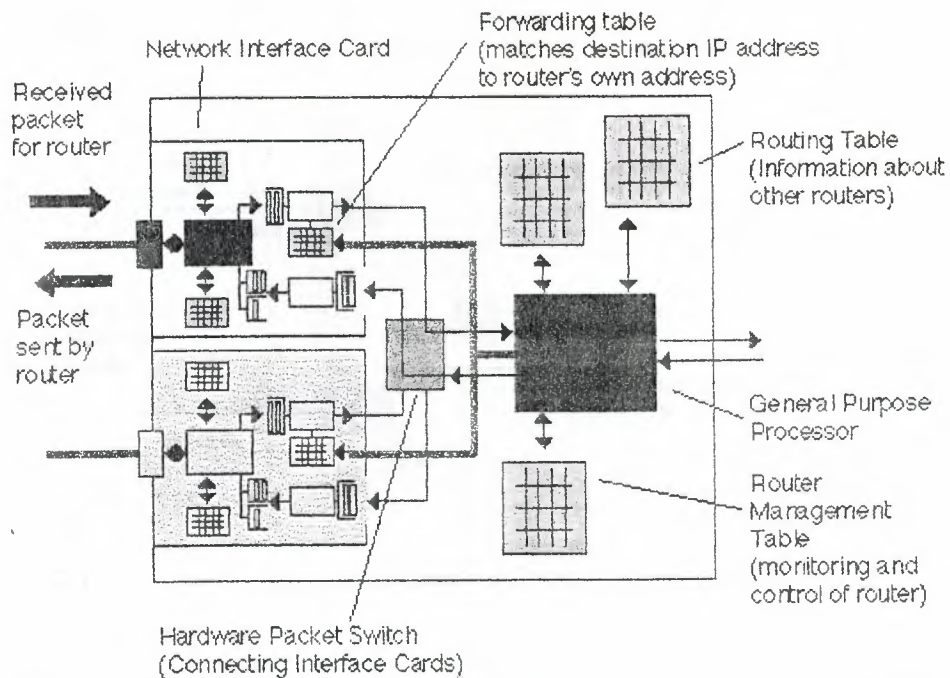 Forwarding table
(matches destination IP address
to router's own address)
Network Interface Card
Received
packet
for router
Routing Table
(Information about
other routers)
Packet
sent by
router
General Purpose
Processor
Router
Management
Table
(monitoring and
control of router)
Hardware Packet Switch
(Connecting Interface Cards)